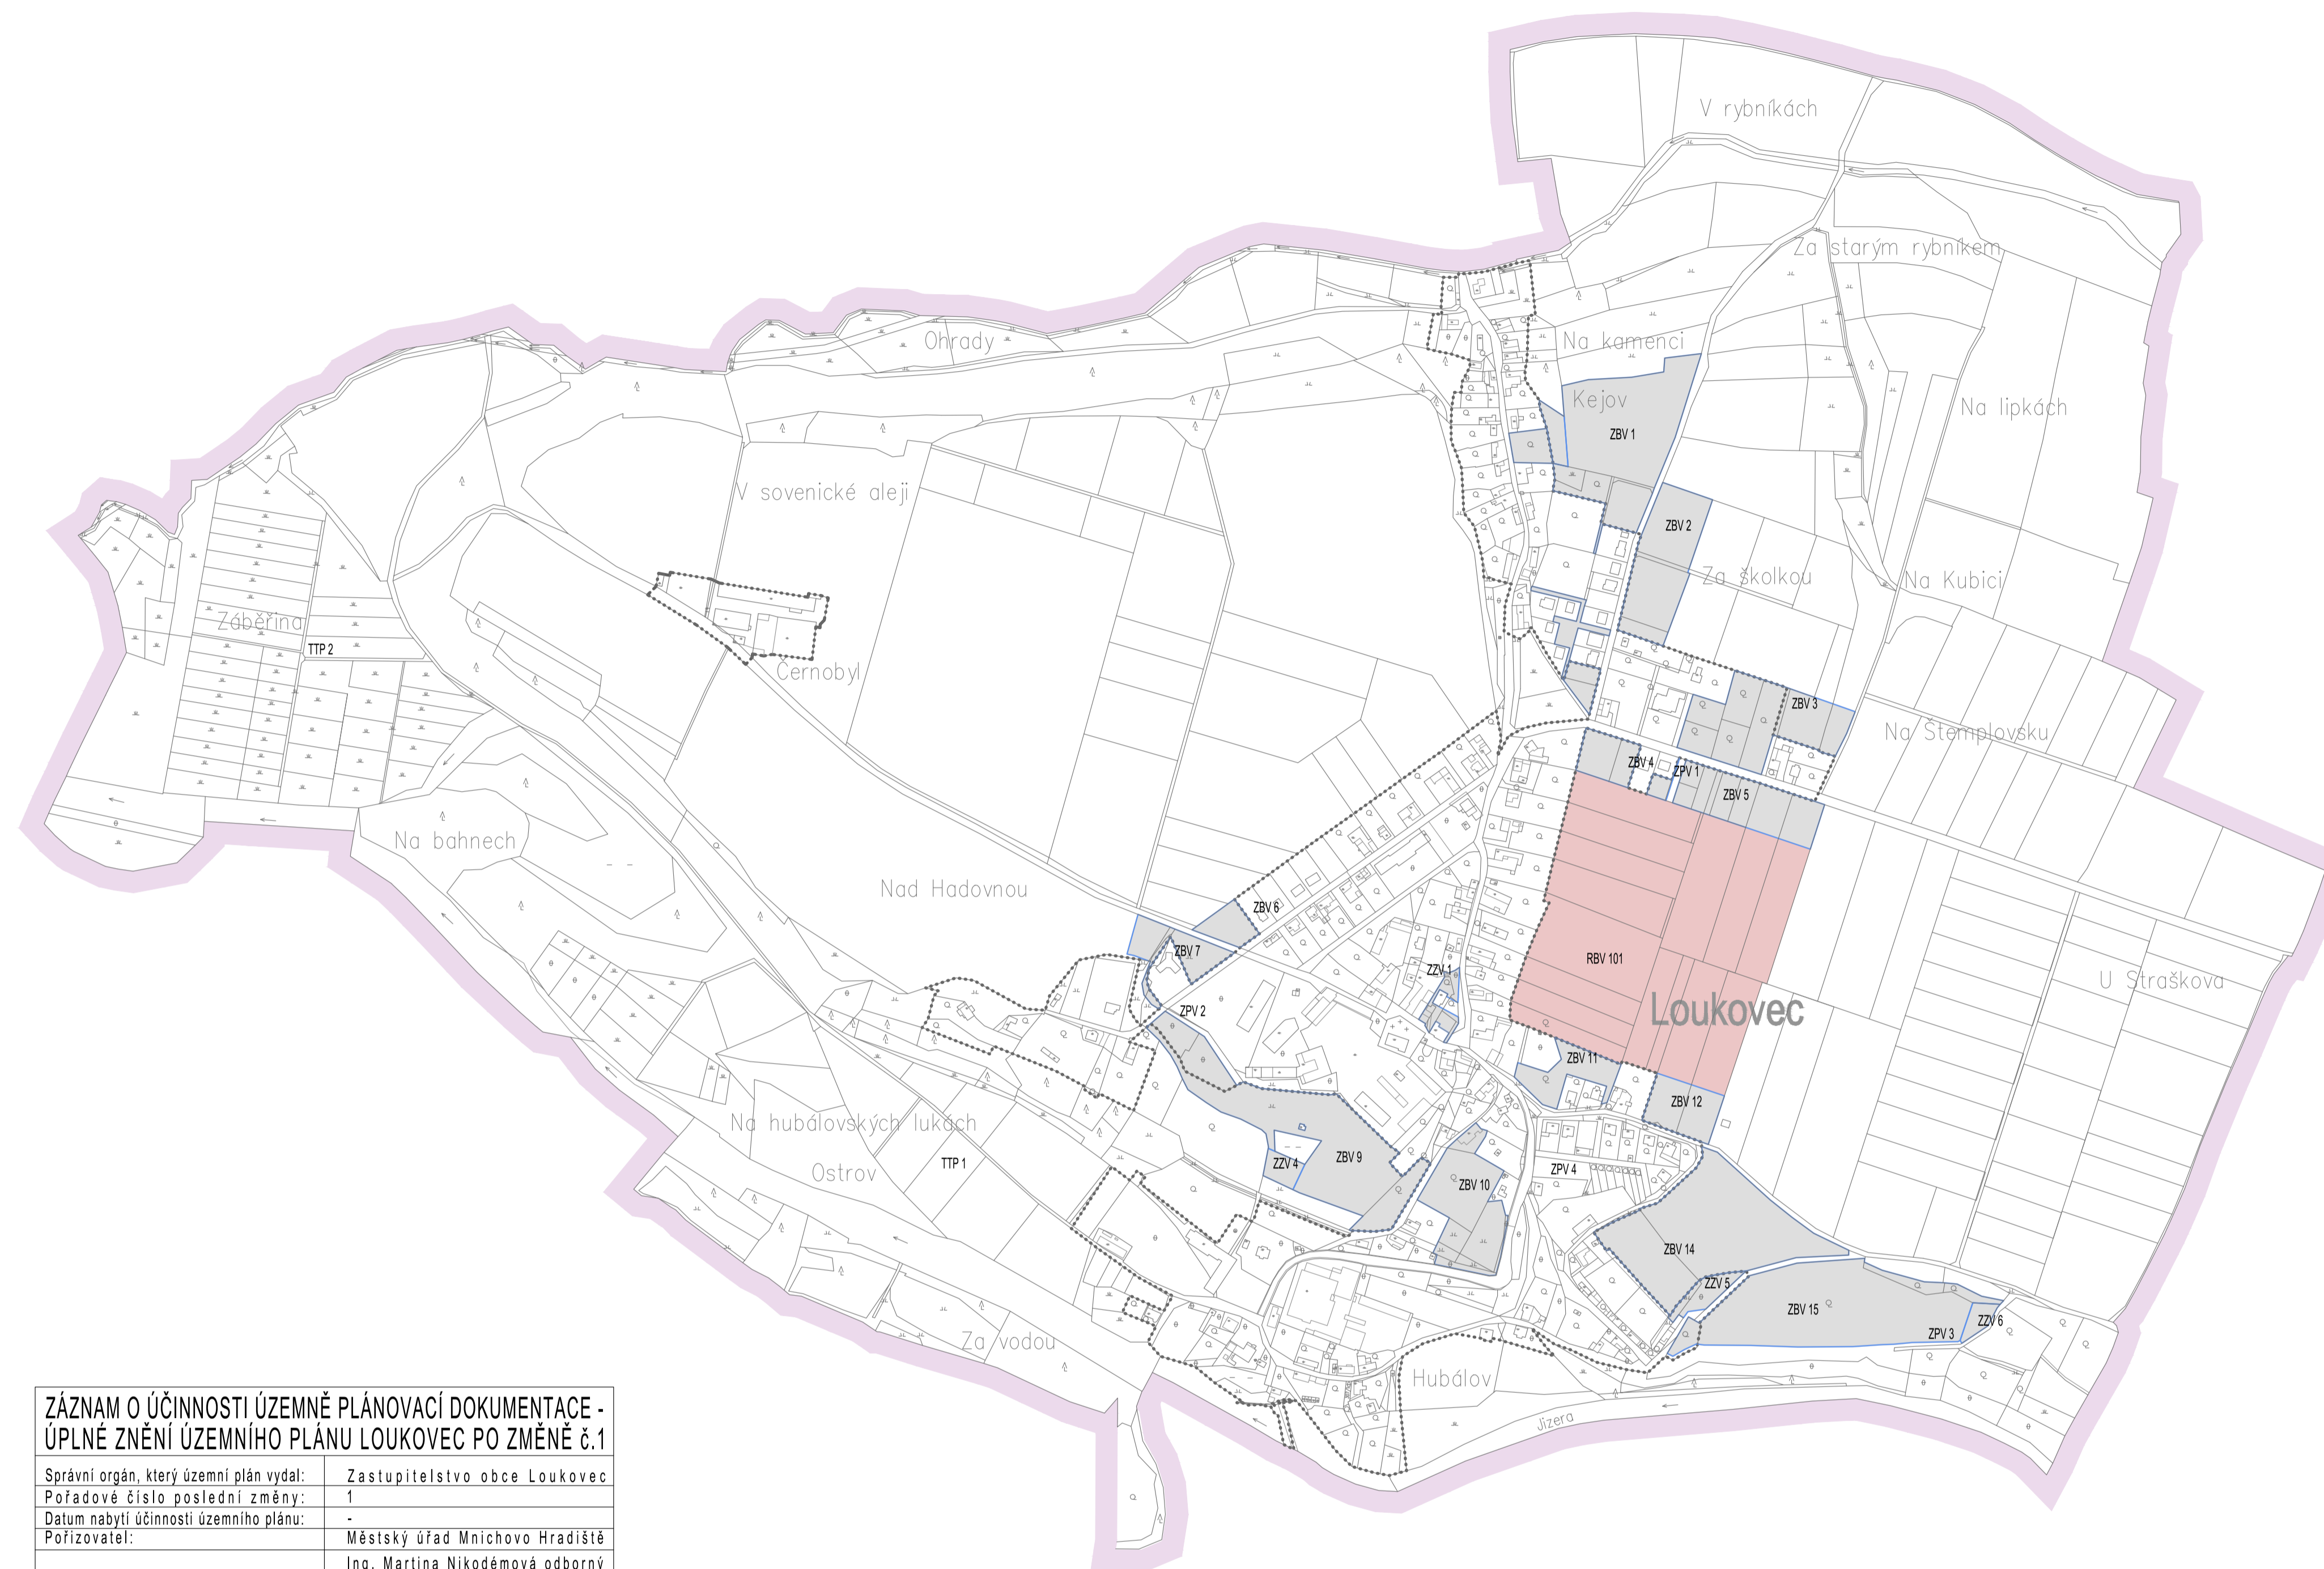 V rybníkách
Za starým rybníkem
Ohrady
Na kamenci
Kejov
Na lipkách
ZBV 1
V sovenické aleji
ZBV 2
Za školkou
Na Kubici
Záběřina
TTP 2
Černobyl
ZBV 3
Na Štemplovsku
ZBV 4
ZPV 1
ZBV 5
Na bahnech
Nad Hadovnou
ZBV 6
ZBV 7
RBV 101
ZZV 1
U Straškova
Loukovec
ZPV 2
ZBV 11
ZBV 12
Na hubálovských lukách
Ostrov
TTP 1
ZZV 4
ZBV 9
ZBV 10
ZPV 4
ZBV 14
ZZV 5
ZBV 15
ZPV 3
ZZV 6
Za vodou
Hubálov
Jizera
ZÁZNAM O ÚČINNOSTI ÚZEMNĚ PLÁNOVACÍ DOKUMENTACE -
ÚPLNÉ ZNĚNÍ ÚZEMNÍHO PLÁNU LOUKOVEC PO ZMĚNĚ č.1
Správní orgán, který územní plán vydal: Zastupitelstvo obce Loukovec
Pořadové číslo poslední změny: 1
Datum nabytí účinnosti územního plánu: -
Pořizovatel: Městský úřad Mnichovo Hradiště
Ing. Martina Nikodémová odborný